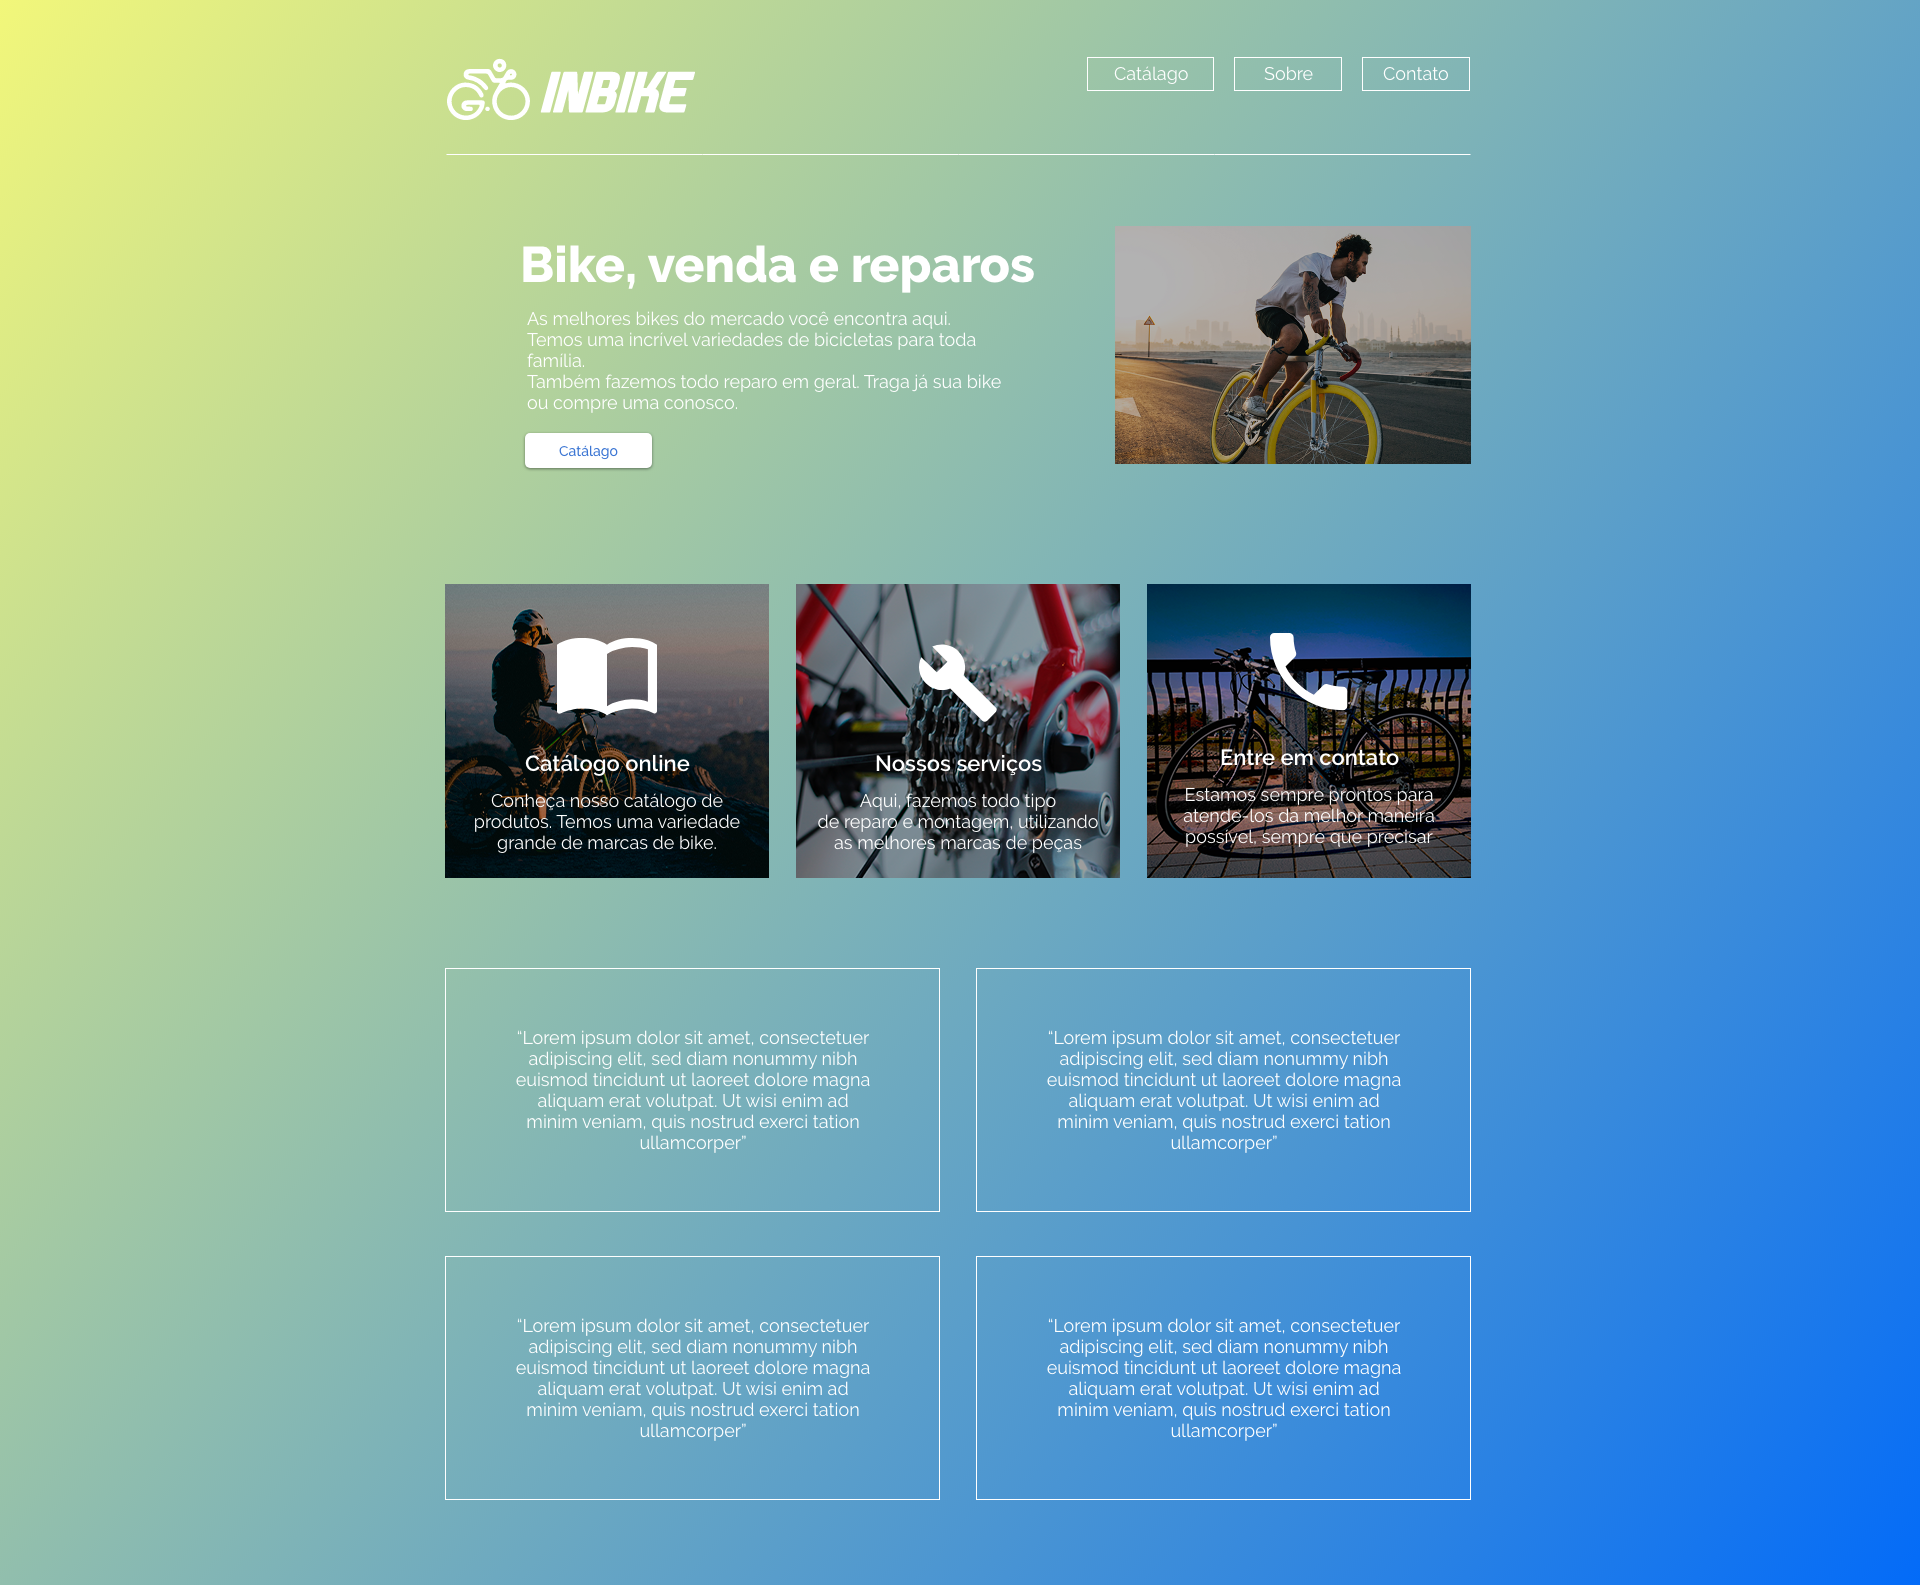 INBIKE
Catálago
Sobre
Contato
Bike, venda e reparos
As melhores bikes do mercado você encontra aqui.
Temos uma incrível variedades de bicicletas para toda
família.
Também fazemos todo reparo em geral. Traga já sua bike
ou compre uma conosco.
Catálago
Catálogo online
Conheça nosso catálogo de
produtos. Temos uma variedade
grande de marcas de bike.
Nossos serviços
Aqui, fazemos todo tipo
de reparo e montagem, utilizando
as melhores marcas de peças
Entre em contato
Estamos sempre prontos para
atende-los da melhor maneira
possível, sempre que precisar
“Lorem ipsum dolor sit amet, consectetuer
adipiscing elit, sed diam nonummy nibh
euismod tincidunt ut laoreet dolore magna
aliquam erat volutpat. Ut wisi enim ad
minim veniam, quis nostrud exerci tation
ullamcorper”
“Lorem ipsum dolor sit amet, consectetuer
adipiscing elit, sed diam nonummy nibh
euismod tincidunt ut laoreet dolore magna
aliquam erat volutpat. Ut wisi enim ad
minim veniam, quis nostrud exerci tation
ullamcorper”
“Lorem ipsum dolor sit amet, consectetuer
adipiscing elit, sed diam nonummy nibh
euismod tincidunt ut laoreet dolore magna
aliquam erat volutpat. Ut wisi enim ad
minim veniam, quis nostrud exerci tation
ullamcorper”
“Lorem ipsum dolor sit amet, consectetuer
adipiscing elit, sed diam nonummy nibh
euismod tincidunt ut laoreet dolore magna
aliquam erat volutpat. Ut wisi enim ad
minim veniam, quis nostrud exerci tation
ullamcorper”